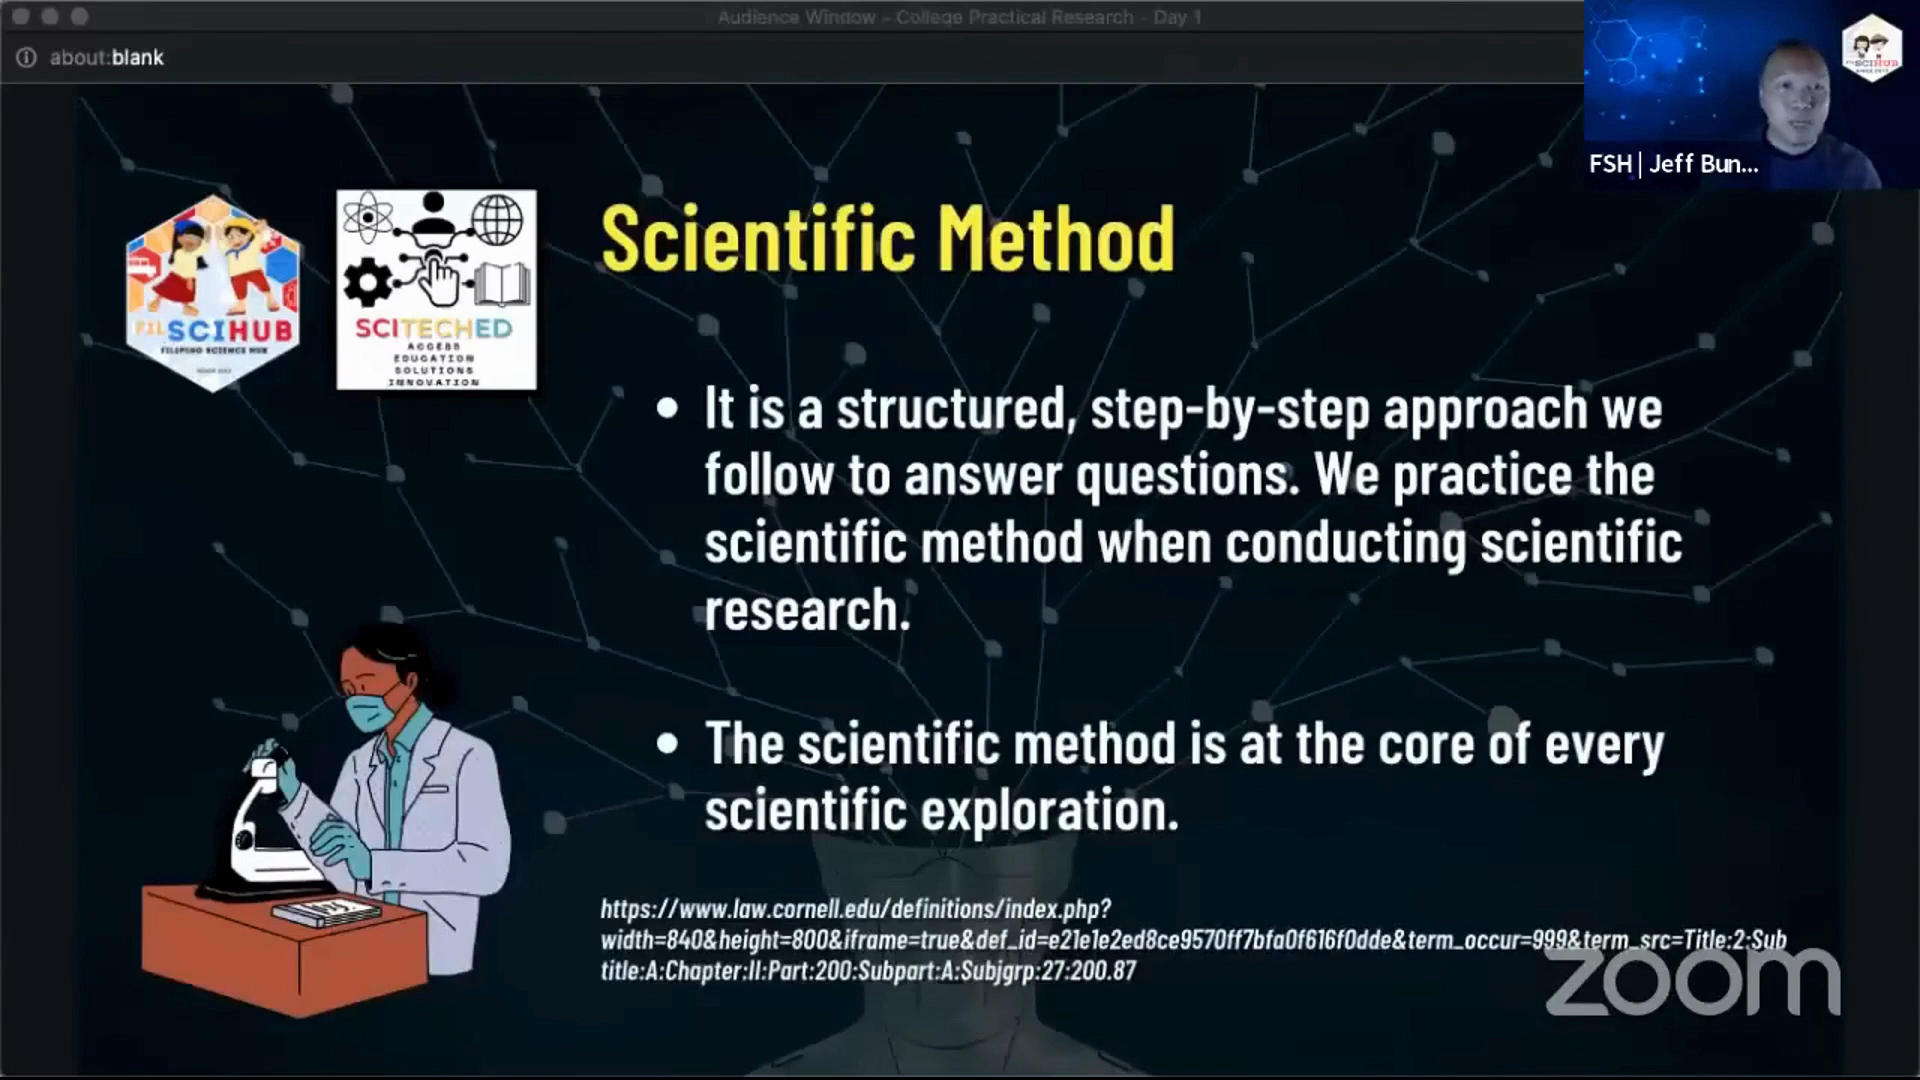 Audience Window - College Practical Research - Day 1
about:blank
FILSCIHUB
SINCE 2017
FSH | Jeff Bun...
FILSCIHUB
FILIPINO SCIENCE HUB
SCITECHED
ACCESS
EDUCATION
SOLUTIONS
INNOVATION
Scientific Method
• It is a structured, step-by-step approach we
follow to answer questions. We practice the
scientific method when conducting scientific
research.
• The scientific method is at the core of every
scientific exploration.
https://www.law.cornell.edu/definitions/index.php?
width=840&height=800&iframe=true&def_id=e21e1e2ed8ce9570ff7bfa0f616f0dde&term_occur=999&term_src=Title:2:Sub
title:A:Chapter:II:Part:200:Subpart:A:Subjgrp:27:200.87
zoom